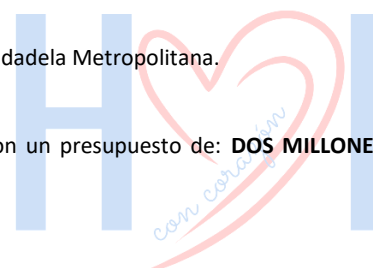 dadela Metropolitana.
on un presupuesto de: DOS MILLONE
con corazón